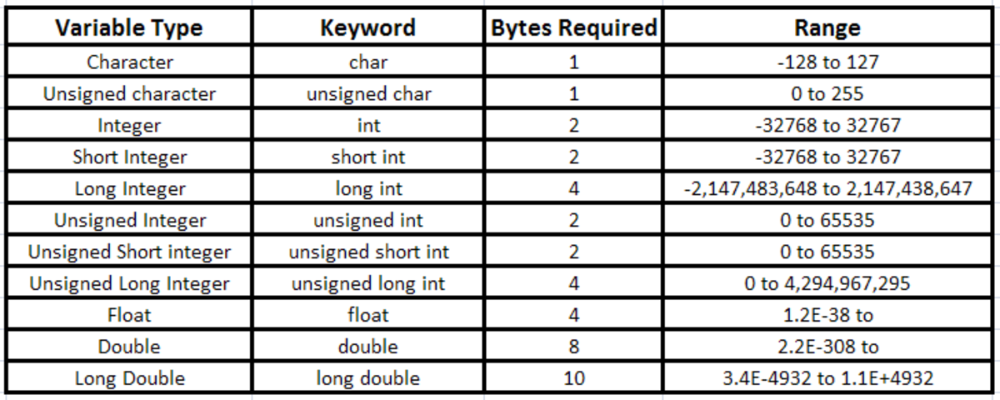 Variable Type Keyword Bytes Required Range
Character char 1 -128 to 127
Unsigned character unsigned char 1 0 to 255
Integer int 2 -32768 to 32767
Short Integer short int 2 -32768 to 32767
Long Integer long int 4 -2,147,483,648 to 2,147,438,647
Unsigned Integer unsigned int 2 0 to 65535
Unsigned Short integer unsigned short int 2 0 to 65535
Unsigned Long Integer unsigned long int 4 0 to 4,294,967,295
Float float 4 1.2E-38 to
Double double 8 2.2E-308 to
Long Double long double 10 3.4E-4932 to 1.1E+4932